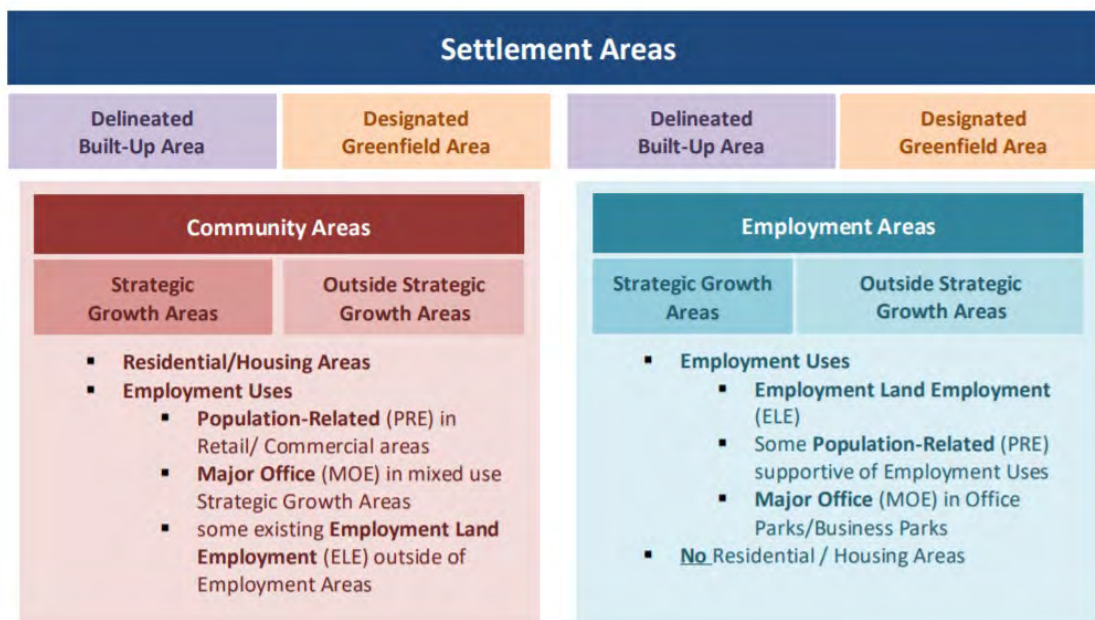 Settlement Areas
Delineated
Built-Up Area
Designated
Greenfield Area
Delineated
Built-Up Area
Designated
Greenfield Area
Community Areas
Strategic
Growth Areas
Outside Strategic
Growth Areas
▪ Residential/Housing Areas
▪ Employment Uses
▪ Population-Related (PRE) in
Retail/ Commercial areas
▪ Major Office (MOE) in mixed use
Strategic Growth Areas
▪ some existing Employment Land
Employment (ELE) outside of
Employment Areas
Employment Areas
Strategic Growth
Areas
Outside Strategic
Growth Areas
▪ Employment Uses
▪ Employment Land Employment
(ELE)
▪ Some Population-Related (PRE)
supportive of Employment Uses
▪ Major Office (MOE) in Office
Parks/Business Parks
▪ No Residential / Housing Areas